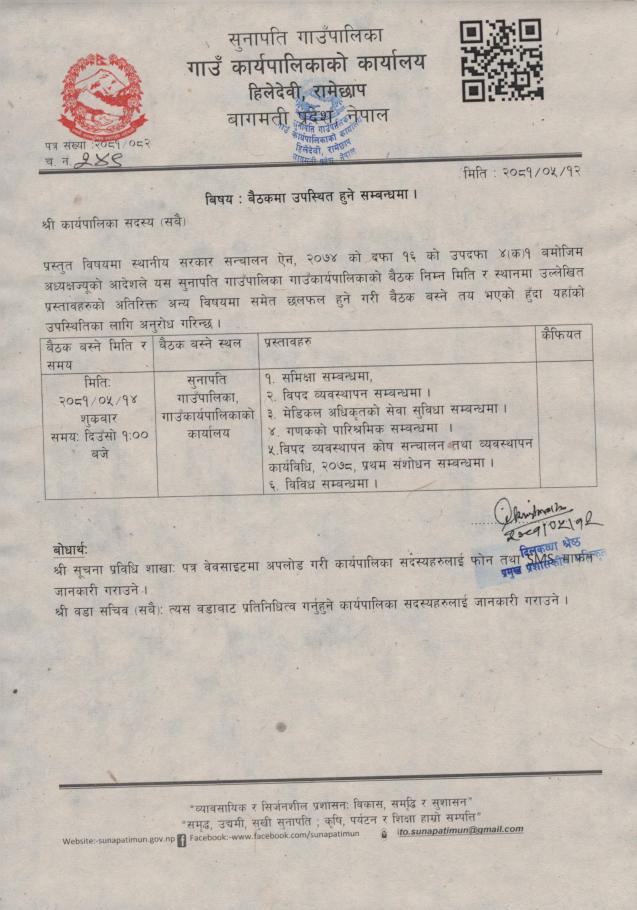 सुनापति गाउँपालिका
गाउँ कार्यपालिकाको कार्यालय
हिलेदेवी, रामेछाप
बागमती प्रदेश, नेपाल
सुनापति गाउँपालिका
गाउँ कार्यपालिकाको कार्यालय
हिलेदेवी, रामेछाप
बागमती प्रदेश, नेपाल
पत्र संख्या :२०८१/०८२
च. न. २४९
मिति : २०८१/०५/१२
बिषय : बैठकमा उपस्थित हुने सम्बन्धमा ।
श्री कार्यपालिका सदस्य (सबै)
प्रस्तुत विषयमा स्थानीय सरकार सन्चालन ऐन, २०७४ को दफा १६ को उपदफा ४(क)१ बमोजिम
अध्यक्षज्यूको आदेशले यस सुनापति गाउँपालिका गाउँकार्यपालिकाको बैठक निम्न मिति र स्थानमा उल्लेखित
प्रस्तावहरुको अतिरिक्त अन्य विषयमा समेत छलफल हुने गरी बैठक बस्ने तय भएको हुँदा यहाँको
उपस्थितिका लागि अनुरोध गरिन्छ ।
बैठक बस्ने मिति र समय
बैठक बस्ने स्थल
प्रस्तावहरु
कैफियत
मिति:
२०८१/०५/१४
शुकबार
समय: दिउँसो १:००
बजे
सुनापति
गाउँपालिका,
गाउँकार्यपालिकाको
कार्यालय
१. समिक्षा सम्बन्धमा,
२. विपद व्यवस्थापन सम्बन्धमा ।
३. मेडिकल अधिकृतको सेवा सुविधा सम्बन्धमा ।
४. गणकको पारिश्रमिक सम्बन्धमा ।
५.विपद व्यवस्थापन कोष सन्चालन तथा व्यवस्थापन
कार्यविधि, २०७८, प्रथम संशोधन सम्बन्धमा ।
६. विविध सम्बन्धमा ।
२०८१/०५/१२
दिलकृष्ण श्रेष्ठ
प्रमुख प्रशासकीय अधिकृत
बोधार्थ:
श्री सूचना प्रविधि शाखा: पत्र वेवसाइटमा अपलोड गरी कार्यपालिका सदस्यहरुलाई फोन तथा SMS मार्फत
जानकारी गराउने ।
श्री वडा सचिव (सबै): त्यस वडावाट प्रतिनिधित्व गर्नुहुने कार्यपालिका सदस्यहरुलाई जानकारी गराउने ।
"व्यावसायिक र सिर्जनशील प्रशासन: विकास, समृद्धि र सुशासन"
"समृद्ध, उद्यमी, सुखी सुनापति ; कृषि, पर्यटन र शिक्षा हाम्रो सम्पत्ति"
Website:-sunapatimun.gov.np Facebook:-www.facebook.com/sunapatimun ito.sunapatimun@gmail.com